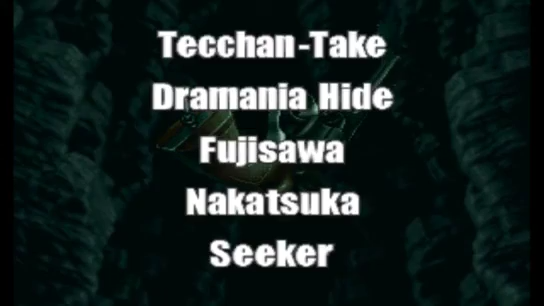 Tecchan-Take
Dramania Hide
Fujisawa
Nakatsuka
Seeker